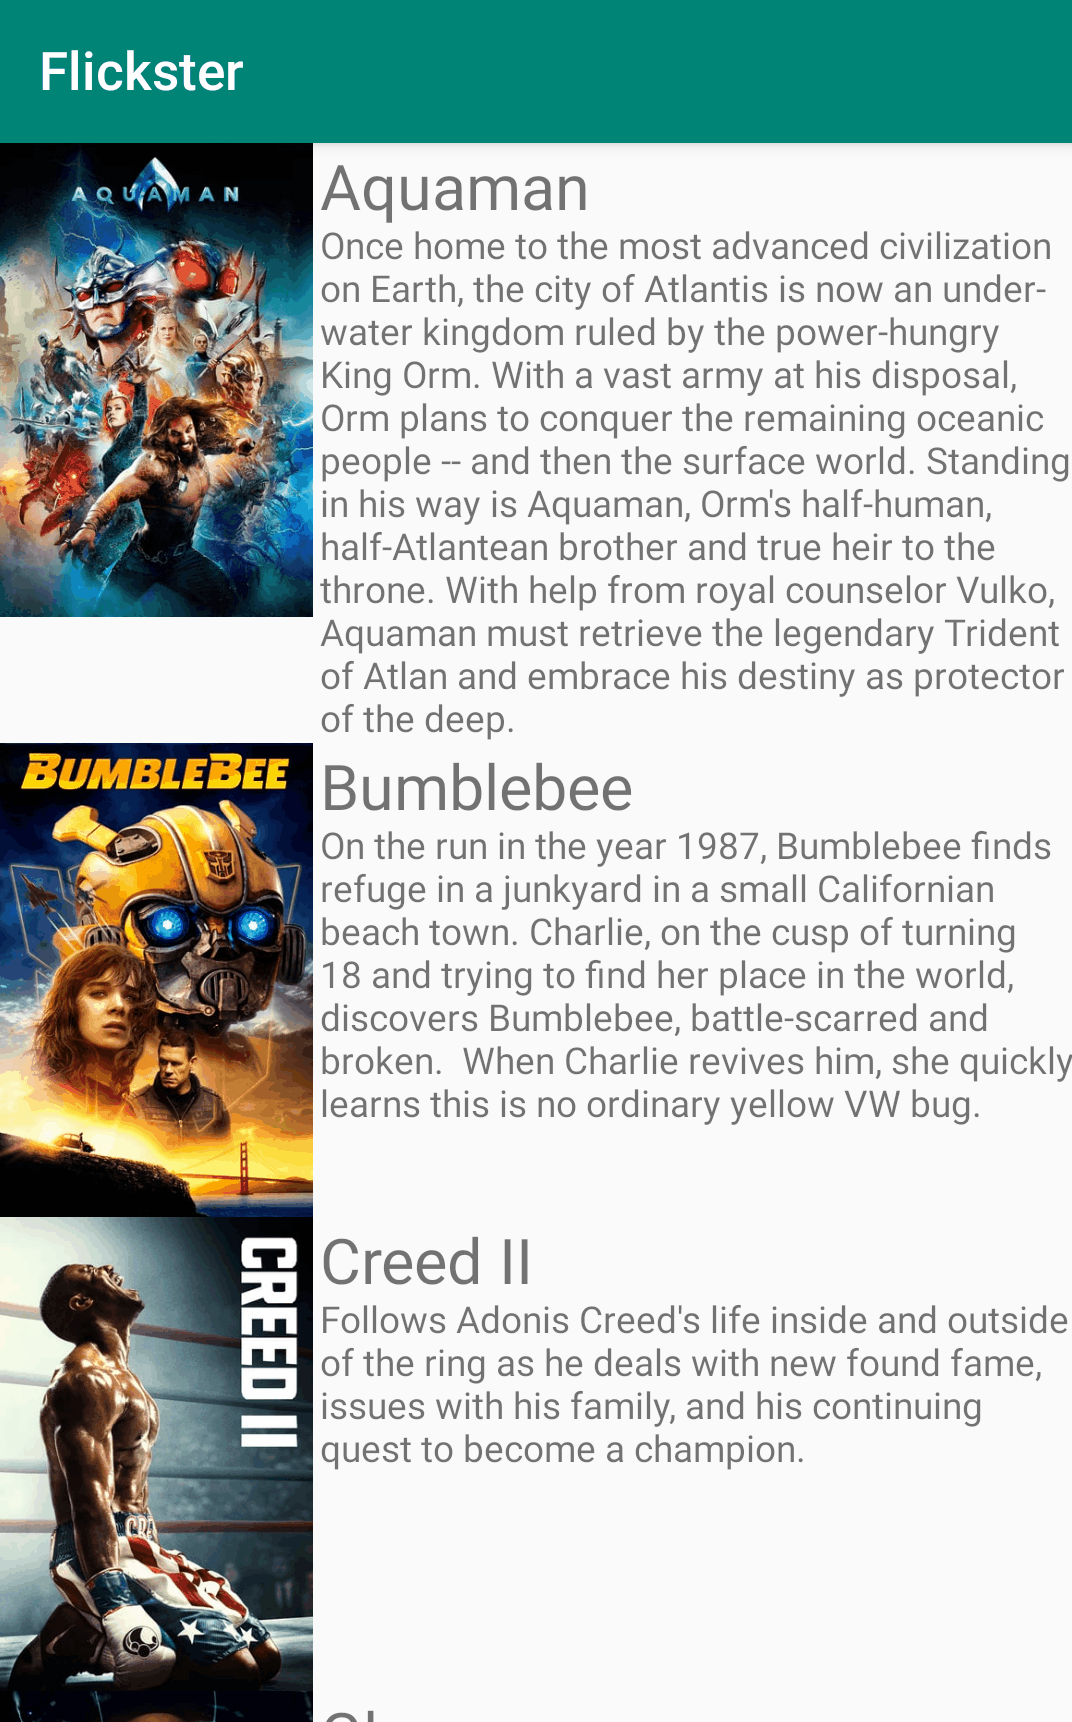 Flickster
AQUAMAN
Aquaman
Once home to the most advanced civilization
on Earth, the city of Atlantis is now an under-
water kingdom ruled by the power-hungry
King Orm. With a vast army at his disposal,
Orm plans to conquer the remaining oceanic
people -- and then the surface world. Standing
in his way is Aquaman, Orm's half-human,
half-Atlantean brother and true heir to the
throne. With help from royal counselor Vulko,
Aquaman must retrieve the legendary Trident
of Atlan and embrace his destiny as protector
of the deep.
BUMBLEBEE
Bumblebee
On the run in the year 1987, Bumblebee finds
refuge in a junkyard in a small Californian
beach town. Charlie, on the cusp of turning
18 and trying to find her place in the world,
discovers Bumblebee, battle-scarred and
broken.  When Charlie revives him, she quickly
learns this is no ordinary yellow VW bug.
CREED II
Creed II
Follows Adonis Creed's life inside and outside
of the ring as he deals with new found fame,
issues with his family, and his continuing
quest to become a champion.